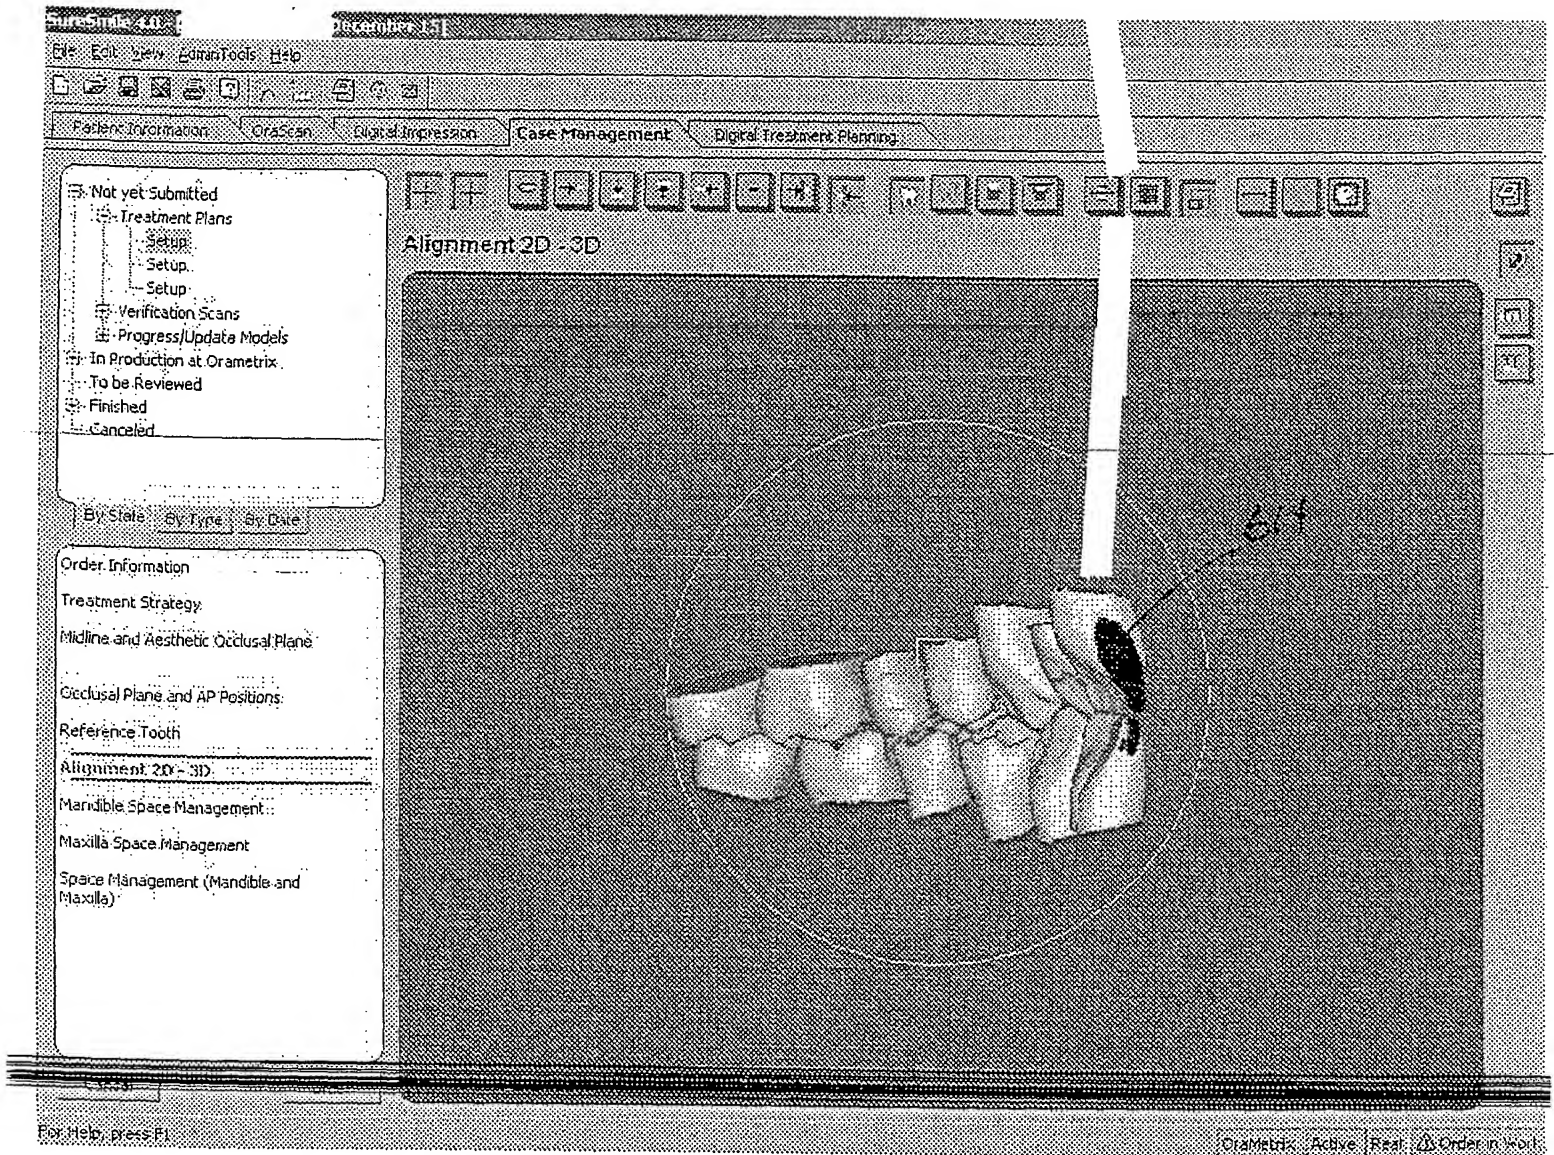 SureSmile 4.0
December 15]
File Edit View AdminTools Help
Patient Information OraScan Digital Impression Case Management Digital Treatment Planning
Not yet Submitted
Treatment Plans
Setup
Setup
Setup
Verification Scans
Progress/Update Models
In Production at Orametrix
To be Reviewed
Finished
Canceled
By State By Type By Date
Alignment 2D - 3D
614
Order Information
Treatment Strategy
Midline and Aesthetic Occlusal Plane
Occlusal Plane and AP Positions
Reference Tooth
Alignment 2D - 3D
Mandible Space Management
Maxilla Space Management
Space Management (Mandible and
Maxilla)
For Help, press F1
OraMetrix Active Real Order in Work